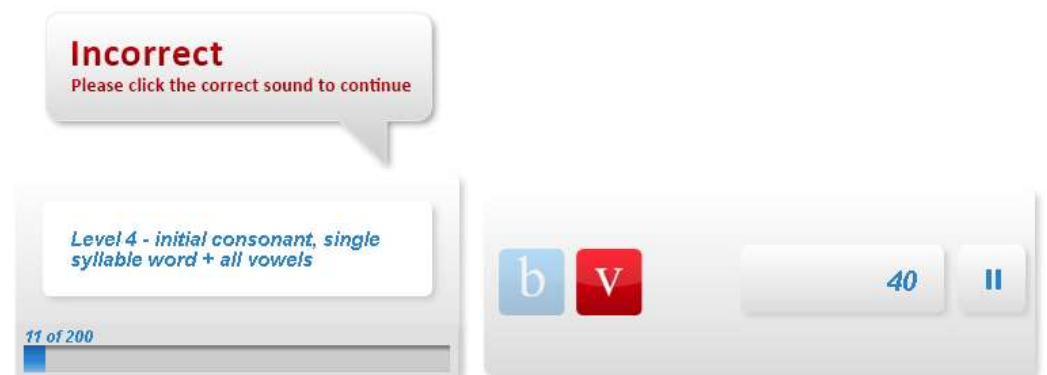 Incorrect
Please click the correct sound to continue
Level 4 - initial consonant, single
syllable word + all vowels
11 of 200
b v
40